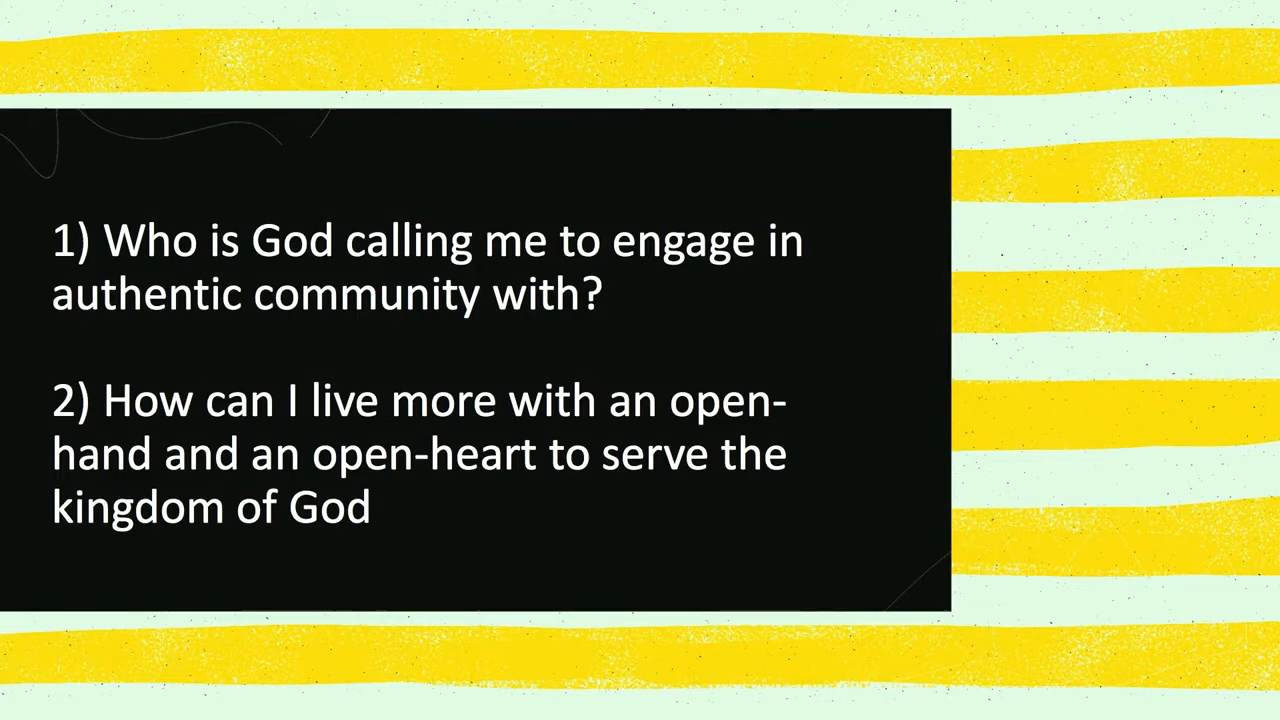 1) Who is God calling me to engage in
authentic community with?
2) How can I live more with an open-
hand and an open-heart to serve the
kingdom of God